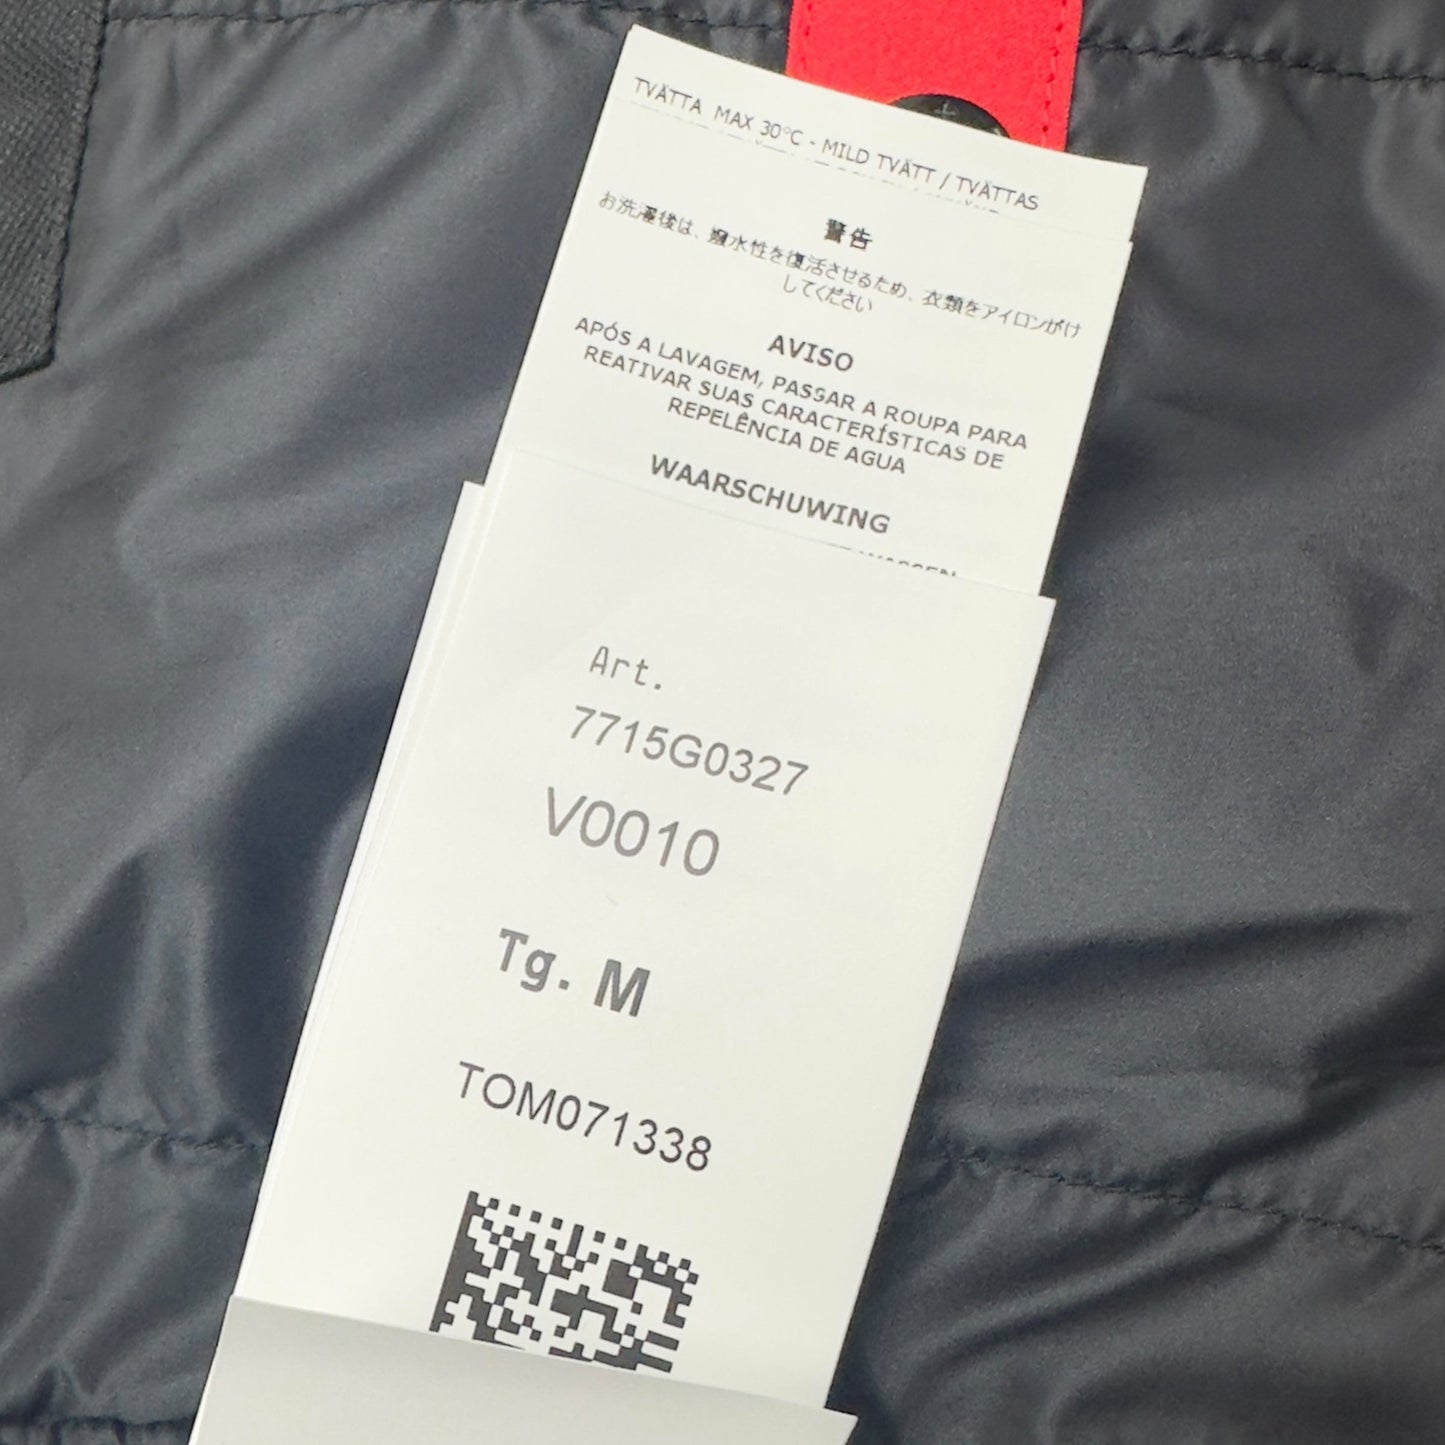 TVÄTTA MAX 30°C - MILD TVÄTT / TVÄTTAS
警告
お洗濯後は、撥水性を復活させるため、衣類をアイロンがけ
してください
AVISO
APÓS A LAVAGEM, PASSAR A ROUPA PARA
REATIVAR SUAS CARACTERÍSTICAS DE
REPELÊNCIA DE AGUA
WAARSCHUWING
Art.
7715G0327
V0010
Tg. M
TOM071338